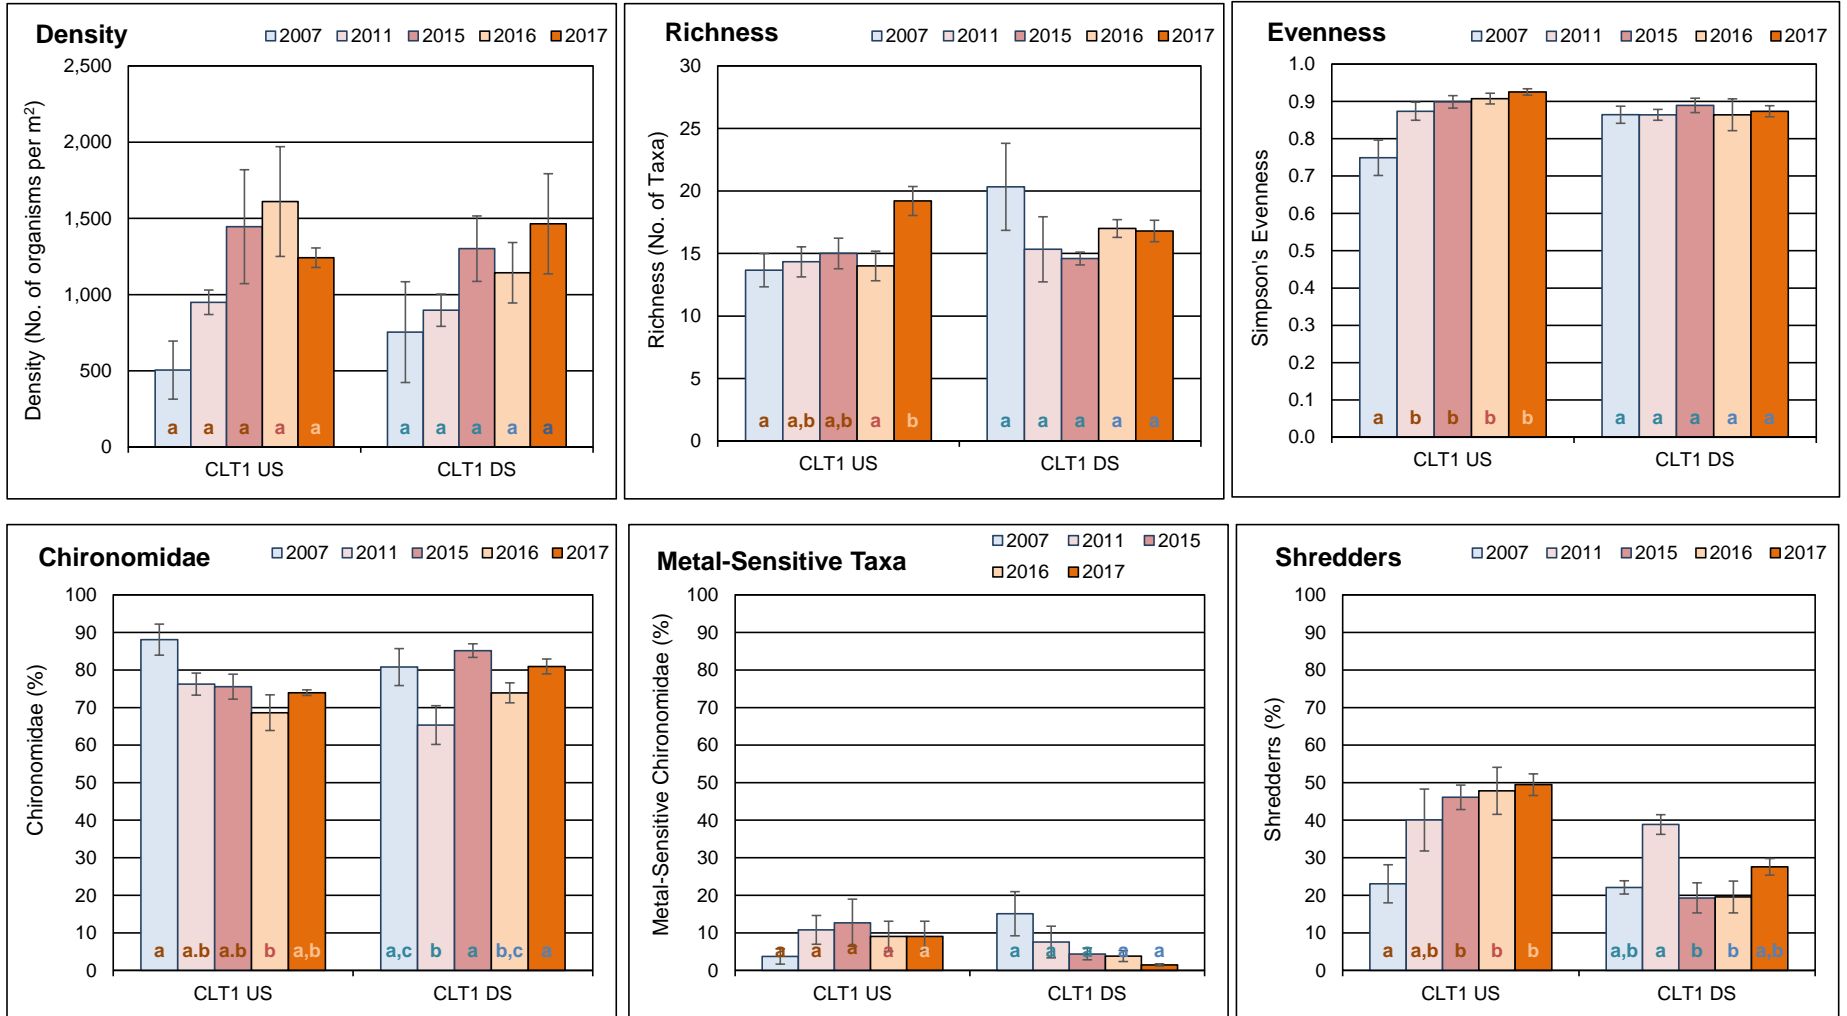 Density
2007 2011 2015 2016 2017
Density (No. of organisms per m²)
2,500
2,000
1,500
1,000
500
0
a a a a a a a a a a
CLT1 US CLT1 DS
Richness
2007 2011 2015 2016 2017
Richness (No. of Taxa)
30
25
20
15
10
5
0
a a,b a,b a b a a a a a
CLT1 US CLT1 DS
Evenness
2007 2011 2015 2016 2017
Simpson's Evenness
1.0
0.9
0.8
0.7
0.6
0.5
0.4
0.3
0.2
0.1
0.0
a b b b b a a a a a
CLT1 US CLT1 DS
Chironomidae
2007 2011 2015 2016 2017
Chironomidae (%)
100
90
80
70
60
50
40
30
20
10
0
a a.b a.b b a,b a,c b a b,c a
CLT1 US CLT1 DS
Metal-Sensitive Taxa
2007 2011 2015
2016 2017
Metal-Sensitive Chironomidae (%)
100
90
80
70
60
50
40
30
20
10
0
a a a a a a a a a a
CLT1 US CLT1 DS
Shredders
2007 2011 2015 2016 2017
Shredders (%)
100
90
80
70
60
50
40
30
20
10
0
a a,b b b b a,b a b b a,b
CLT1 US CLT1 DS